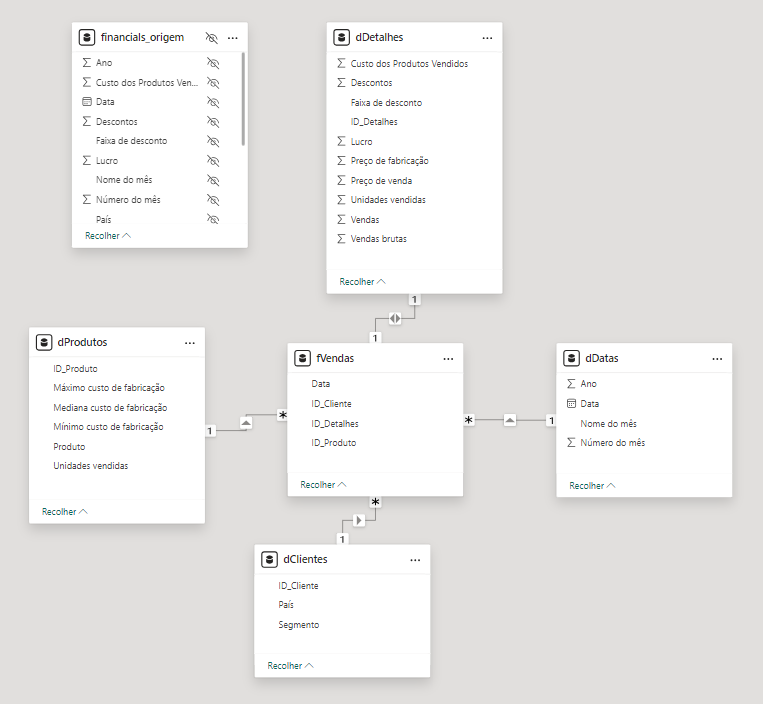 financials_origem
Ano
Custo dos Produtos Ven...
Data
Descontos
Faixa de desconto
Lucro
Nome do mês
Número do mês
País
Recolher
dDetalhes
Custo dos Produtos Vendidos
Descontos
Faixa de desconto
ID_Detalhes
Lucro
Preço de fabricação
Preço de venda
Unidades vendidas
Vendas
Vendas brutas
Recolher
1
1
dProdutos
ID_Produto
Máximo custo de fabricação
Mediana custo de fabricação
Mínimo custo de fabricação
Produto
Unidades vendidas
Recolher
1
*
fVendas
Data
ID_Cliente
ID_Detalhes
ID_Produto
Recolher
*
1
dDatas
Ano
Data
Nome do mês
Número do mês
Recolher
*
1
dClientes
ID_Cliente
País
Segmento
Recolher